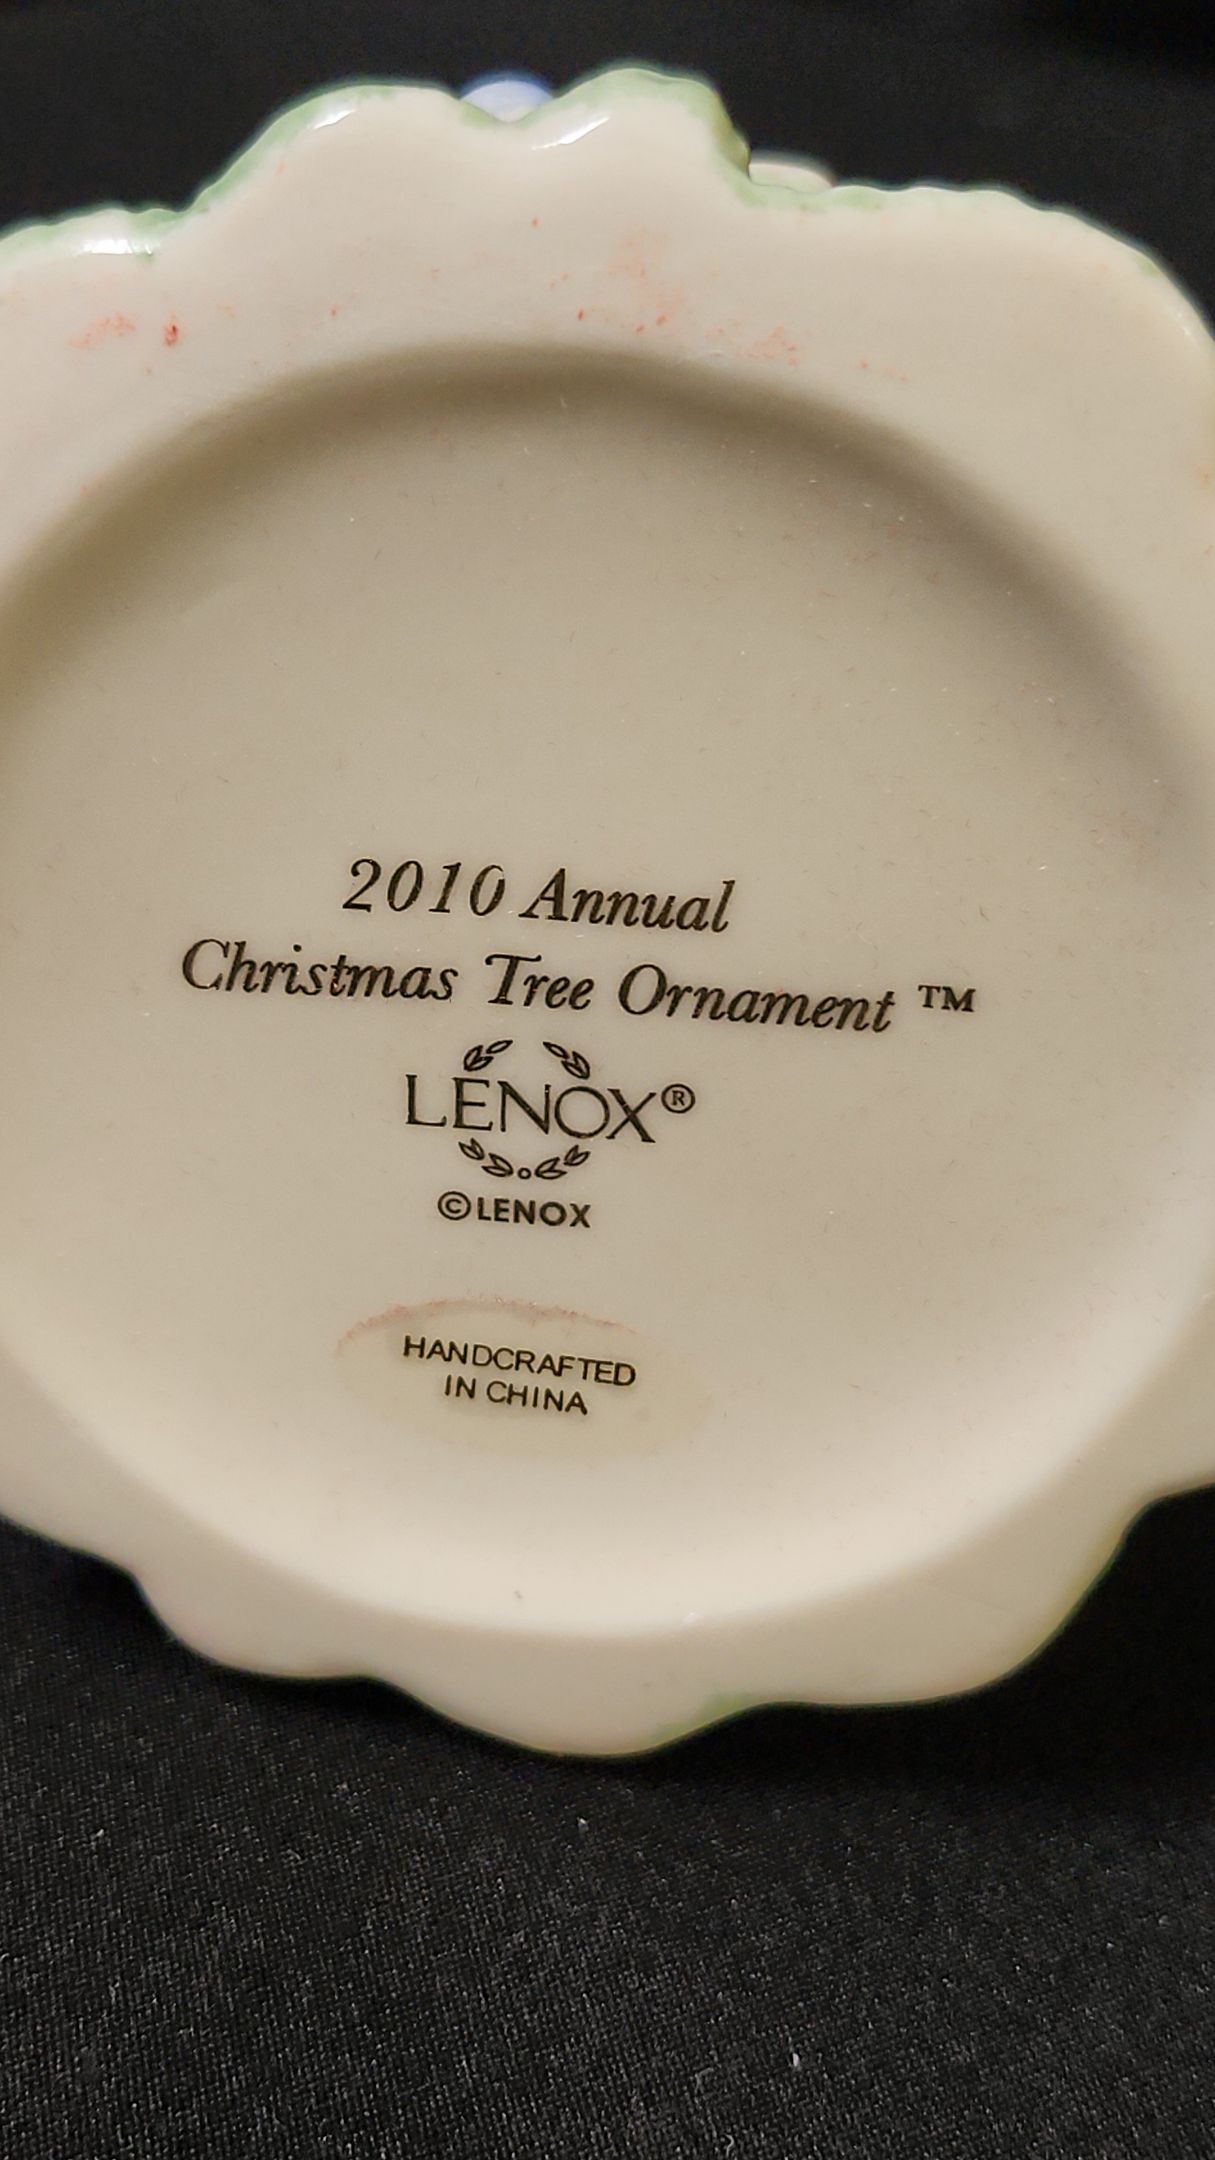 2010 Annual
Christmas Tree Ornament ™
LENOX®
©LENOX
HANDCRAFTED
IN CHINA